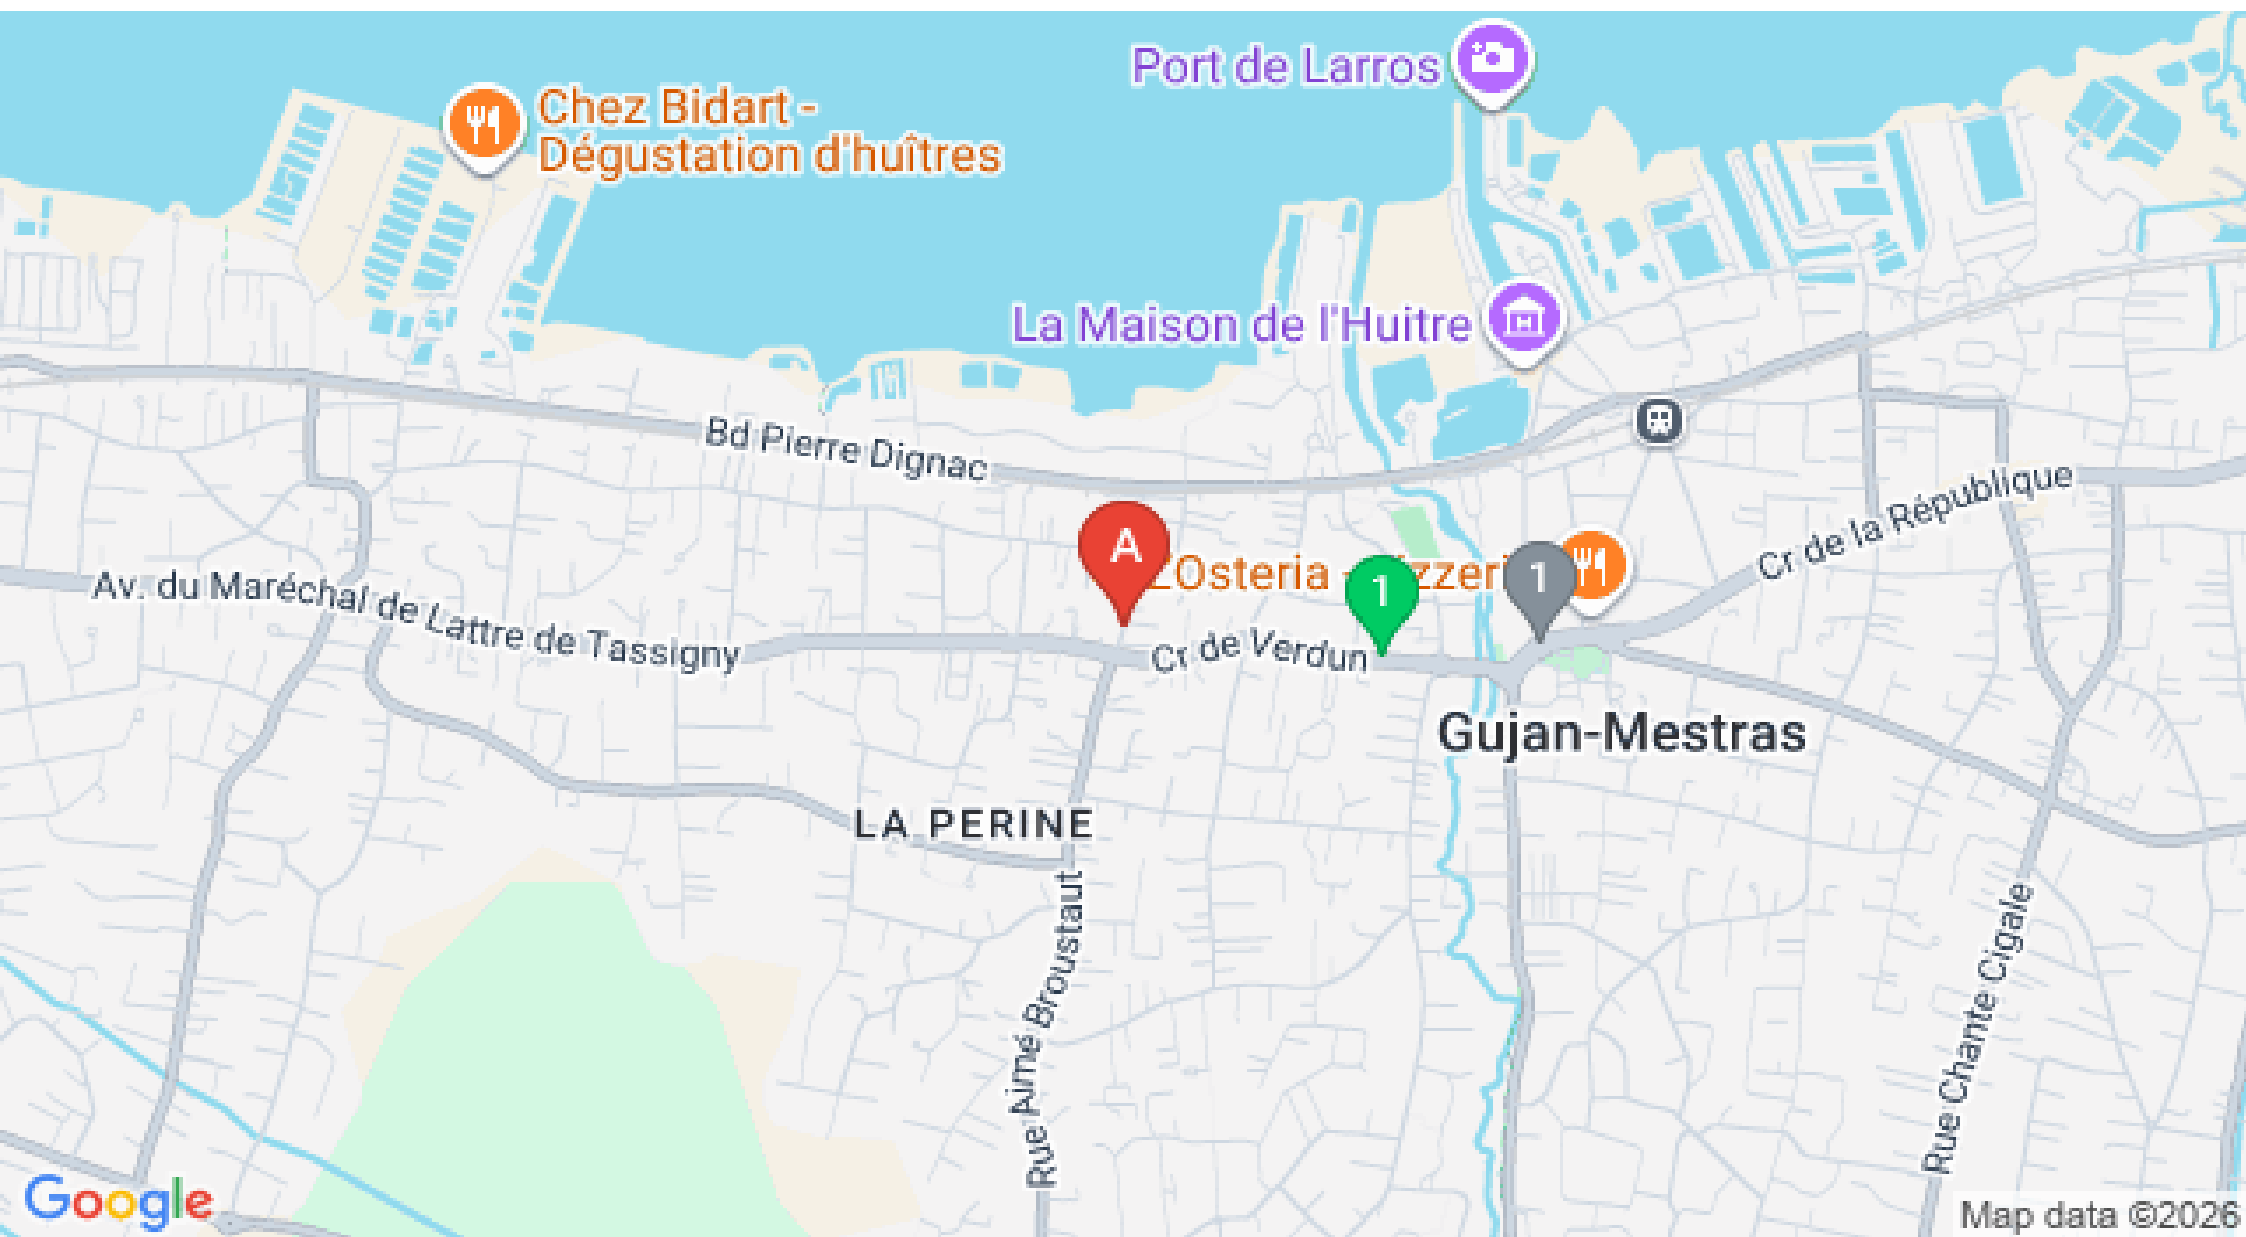 Port de Larros
Chez Bidart -
Dégustation d'huîtres
La Maison de l'Huitre
Bd Pierre Dignac
Cr de la République
A
1
1
Av. du Maréchal de Lattre de Tassigny
Cr de Verdun
Gujan-Mestras
LA PERINE
Rue Aimé Broustaut
Rue Chante Cigale
Google
Map data ©2026